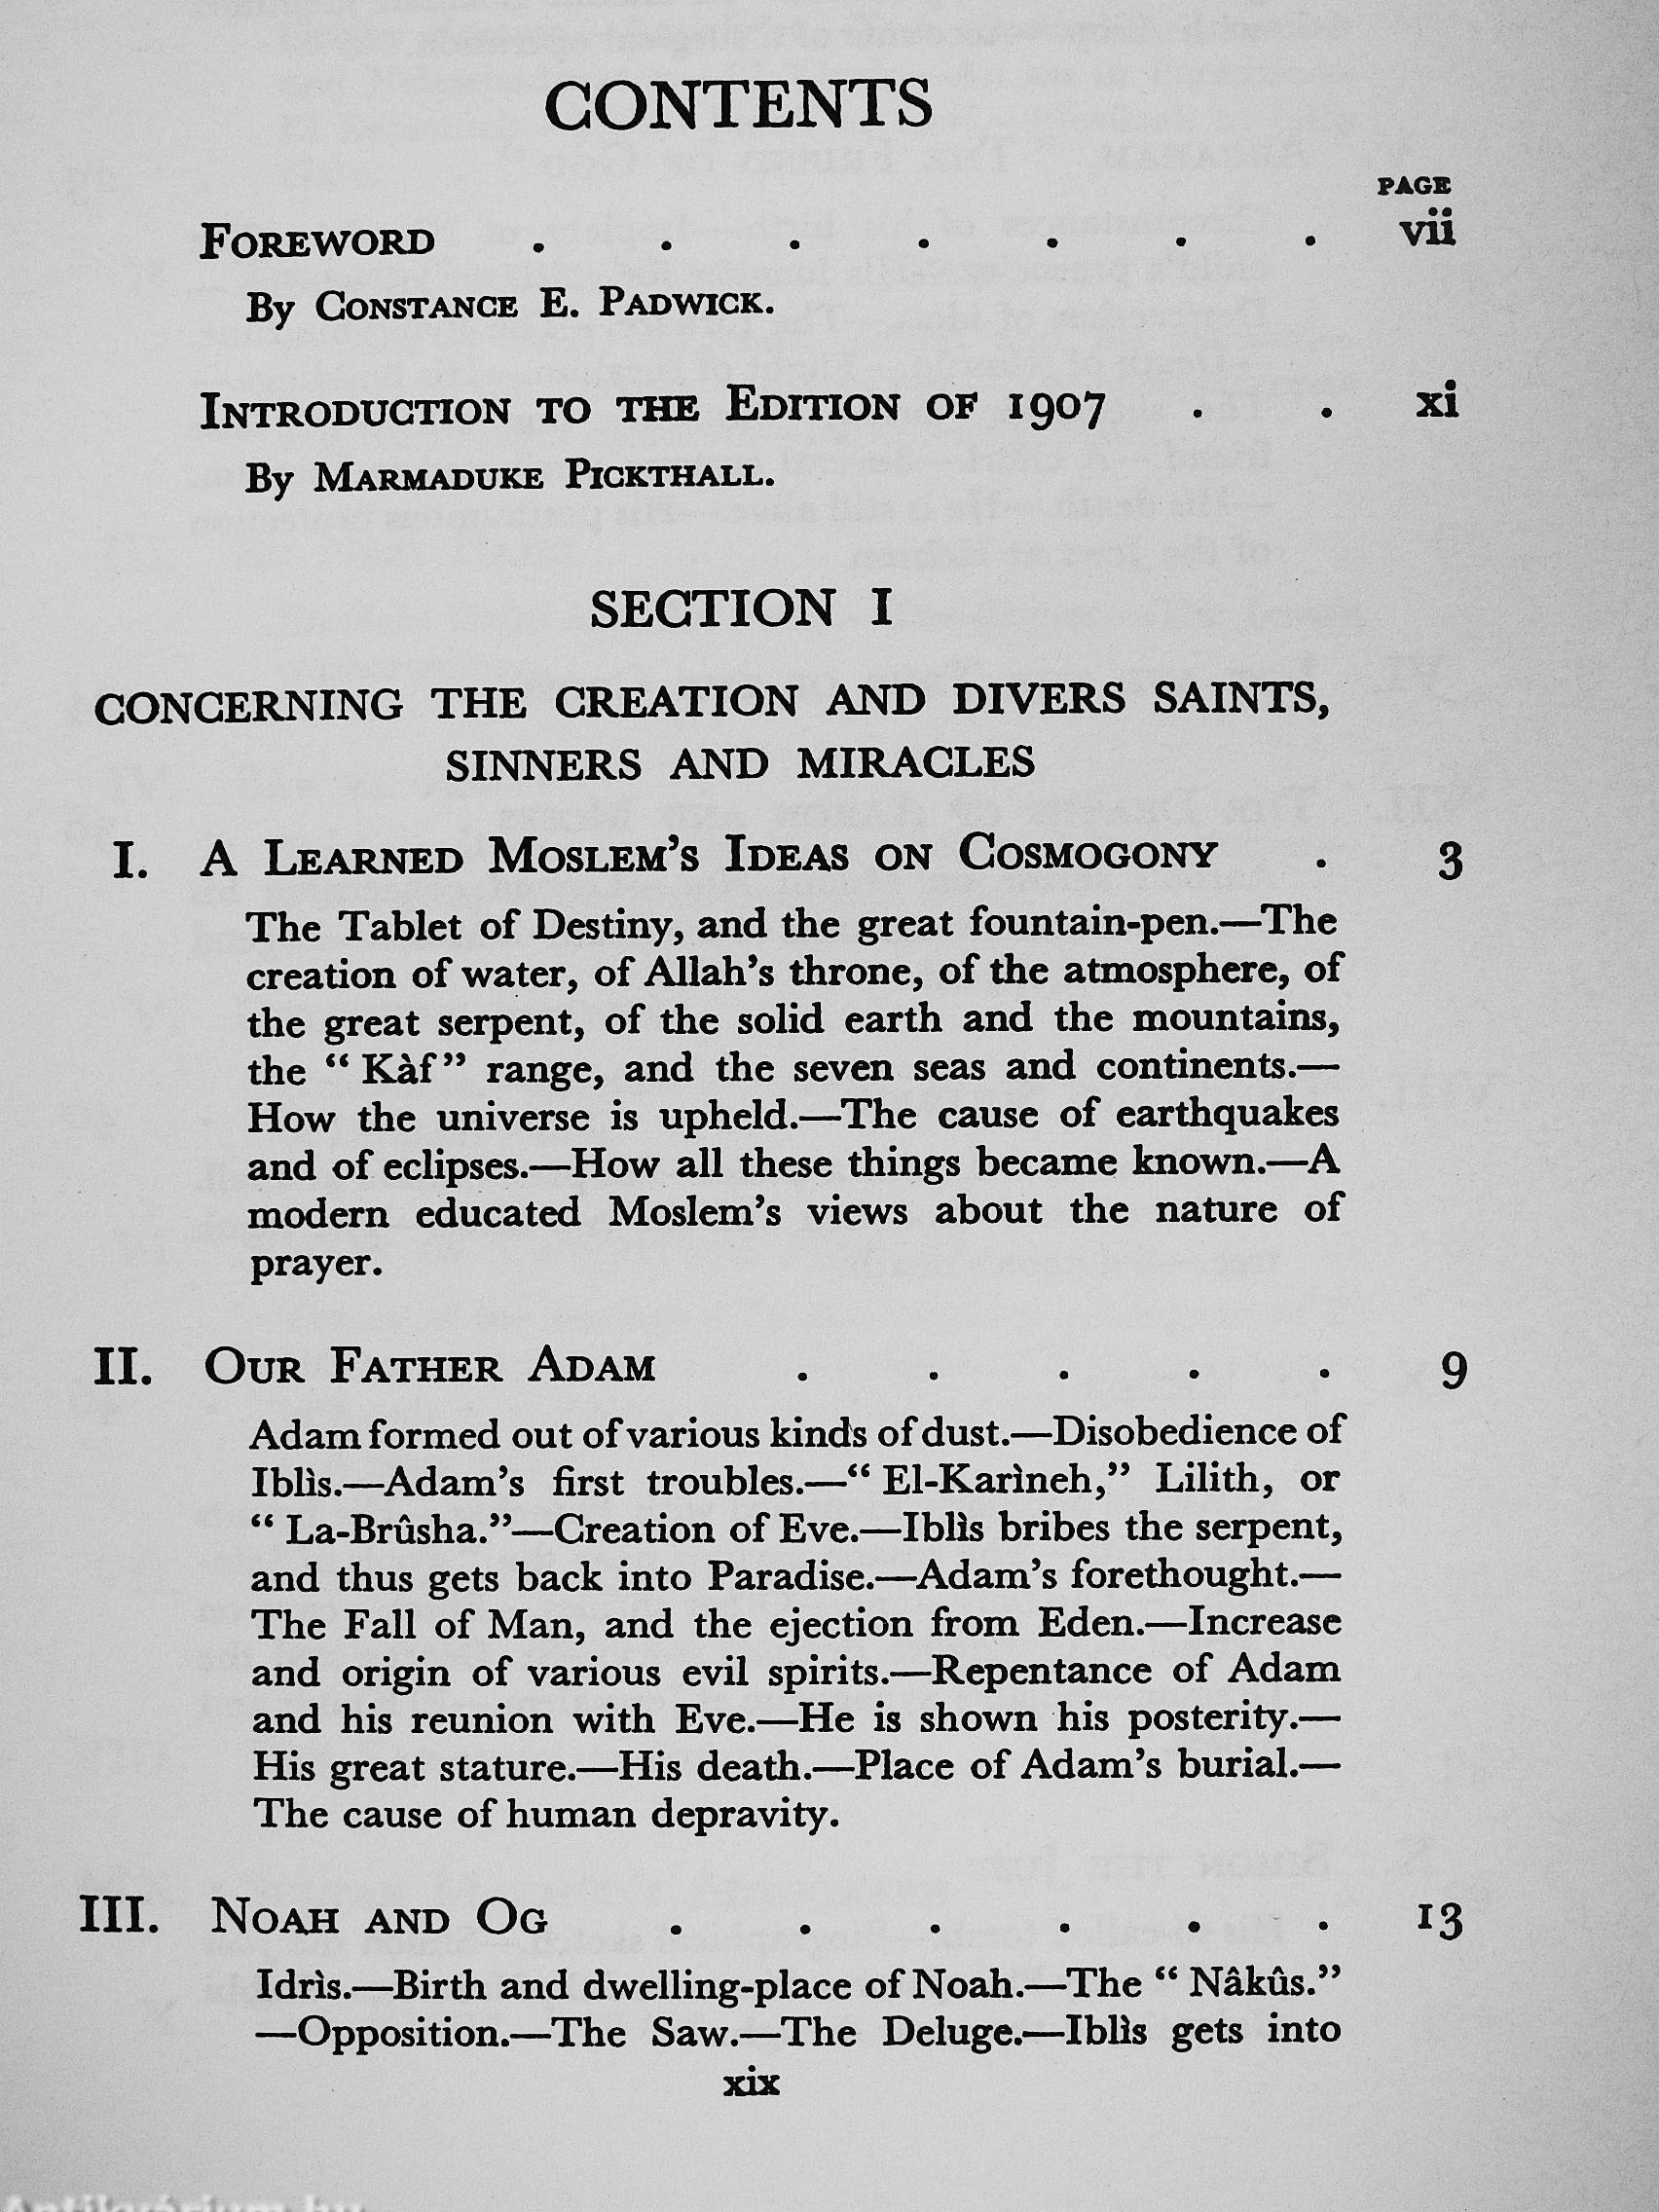 CONTENTS
PAGE
FOREWORD . . . . . . . vii
By CONSTANCE E. PADWICK.
INTRODUCTION TO THE EDITION OF 1907 . . xi
By MARMADUKE PICKTHALL.
SECTION I
CONCERNING THE CREATION AND DIVERS SAINTS,
SINNERS AND MIRACLES
I. A LEARNED MOSLEM'S IDEAS ON COSMOGONY . 3
The Tablet of Destiny, and the great fountain-pen.—The
creation of water, of Allah's throne, of the atmosphere, of
the great serpent, of the solid earth and the mountains,
the “ Kàf” range, and the seven seas and continents.—
How the universe is upheld.—The cause of earthquakes
and of eclipses.—How all these things became known.—A
modern educated Moslem's views about the nature of
prayer.
II. OUR FATHER ADAM . . . . . 9
Adam formed out of various kinds of dust.—Disobedience of
Iblìs.—Adam's first troubles.—“ El-Karìneh,” Lilith, or
“ La-Brûsha.”—Creation of Eve.—Iblìs bribes the serpent,
and thus gets back into Paradise.—Adam's forethought.—
The Fall of Man, and the ejection from Eden.—Increase
and origin of various evil spirits.—Repentance of Adam
and his reunion with Eve.—He is shown his posterity.—
His great stature.—His death.—Place of Adam's burial.—
The cause of human depravity.
III. NOAH AND OG . . . . . . 13
Idrìs.—Birth and dwelling-place of Noah.—The “ Nâkûs.”
—Opposition.—The Saw.—The Deluge.—Iblìs gets into
xix